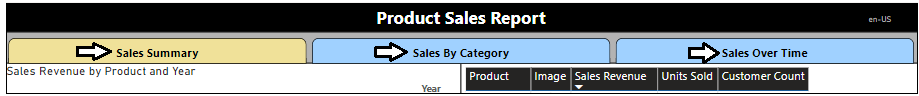 Product Sales Report
en-US
Sales Summary
Sales By Category
Sales Over Time
Sales Revenue by Product and Year
Year
Product Image Sales Revenue Units Sold Customer Count